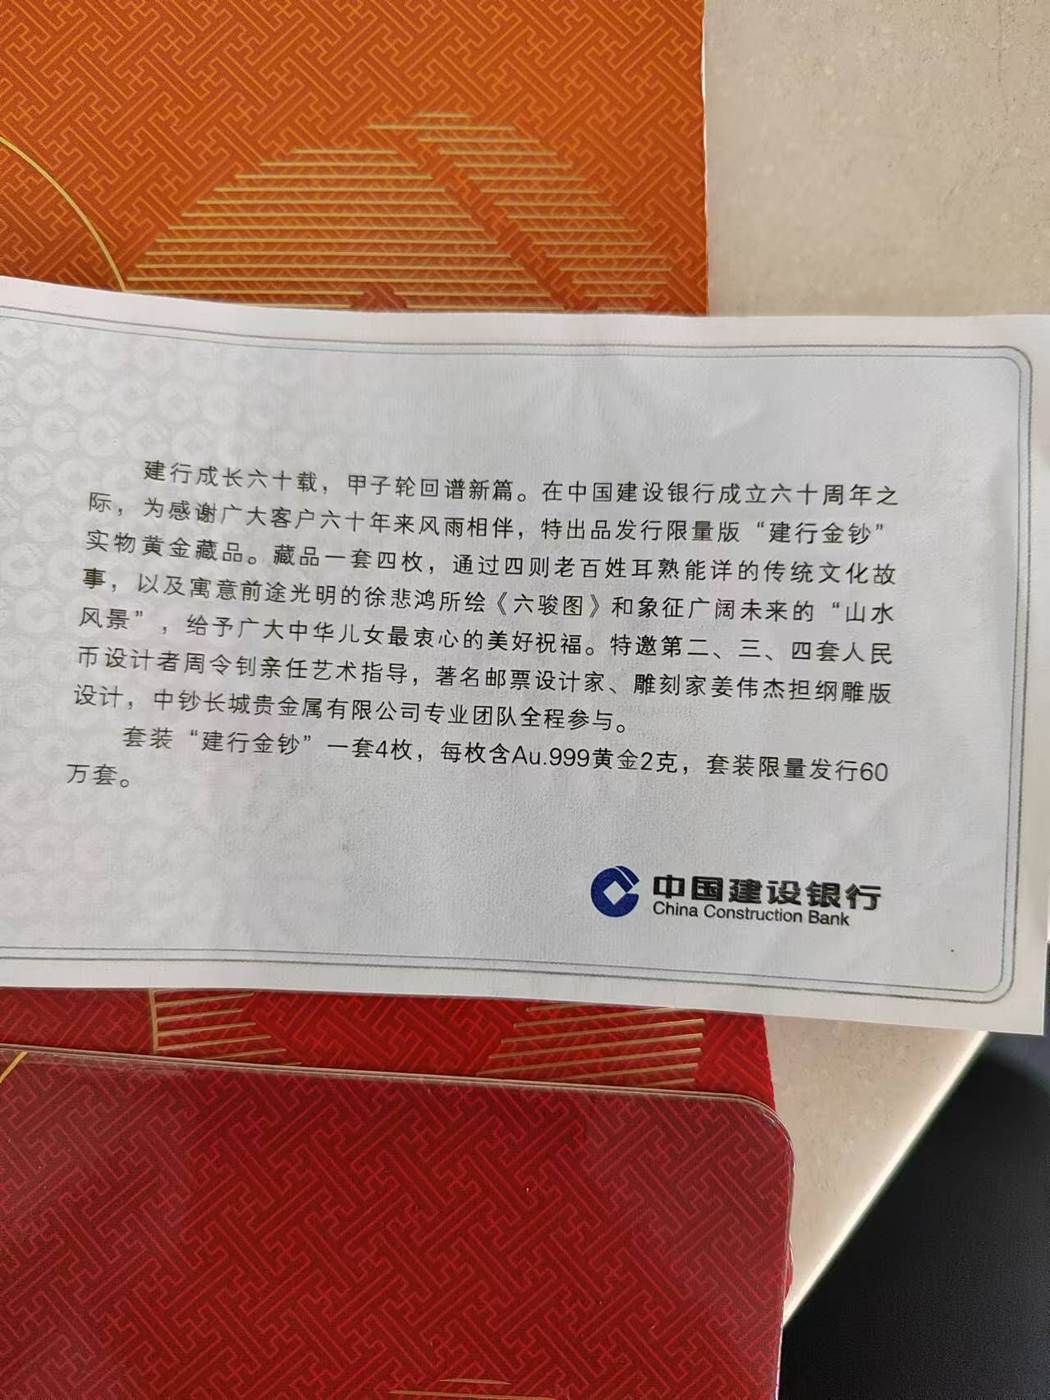 建行成长六十载，甲子轮回谱新篇。在中国建设银行成立六十周年之
际，为感谢广大客户六十年来风雨相伴，特出品发行限量版“建行金钞”
实物黄金藏品。藏品一套四枚，通过四则老百姓耳熟能详的传统文化故
事，以及寓意前途光明的徐悲鸿所绘《六骏图》和象征广阔未来的“山水
风景”，给予广大中华儿女最衷心的美好祝福。特邀第二、三、四套人民
币设计者周令钊亲任艺术指导，著名邮票设计家、雕刻家姜伟杰担纲雕版
设计，中钞长城贵金属有限公司专业团队全程参与。
套装“建行金钞”一套4枚，每枚含Au.999黄金2克，套装限量发行60
万套。
中国建设银行
China Construction Bank